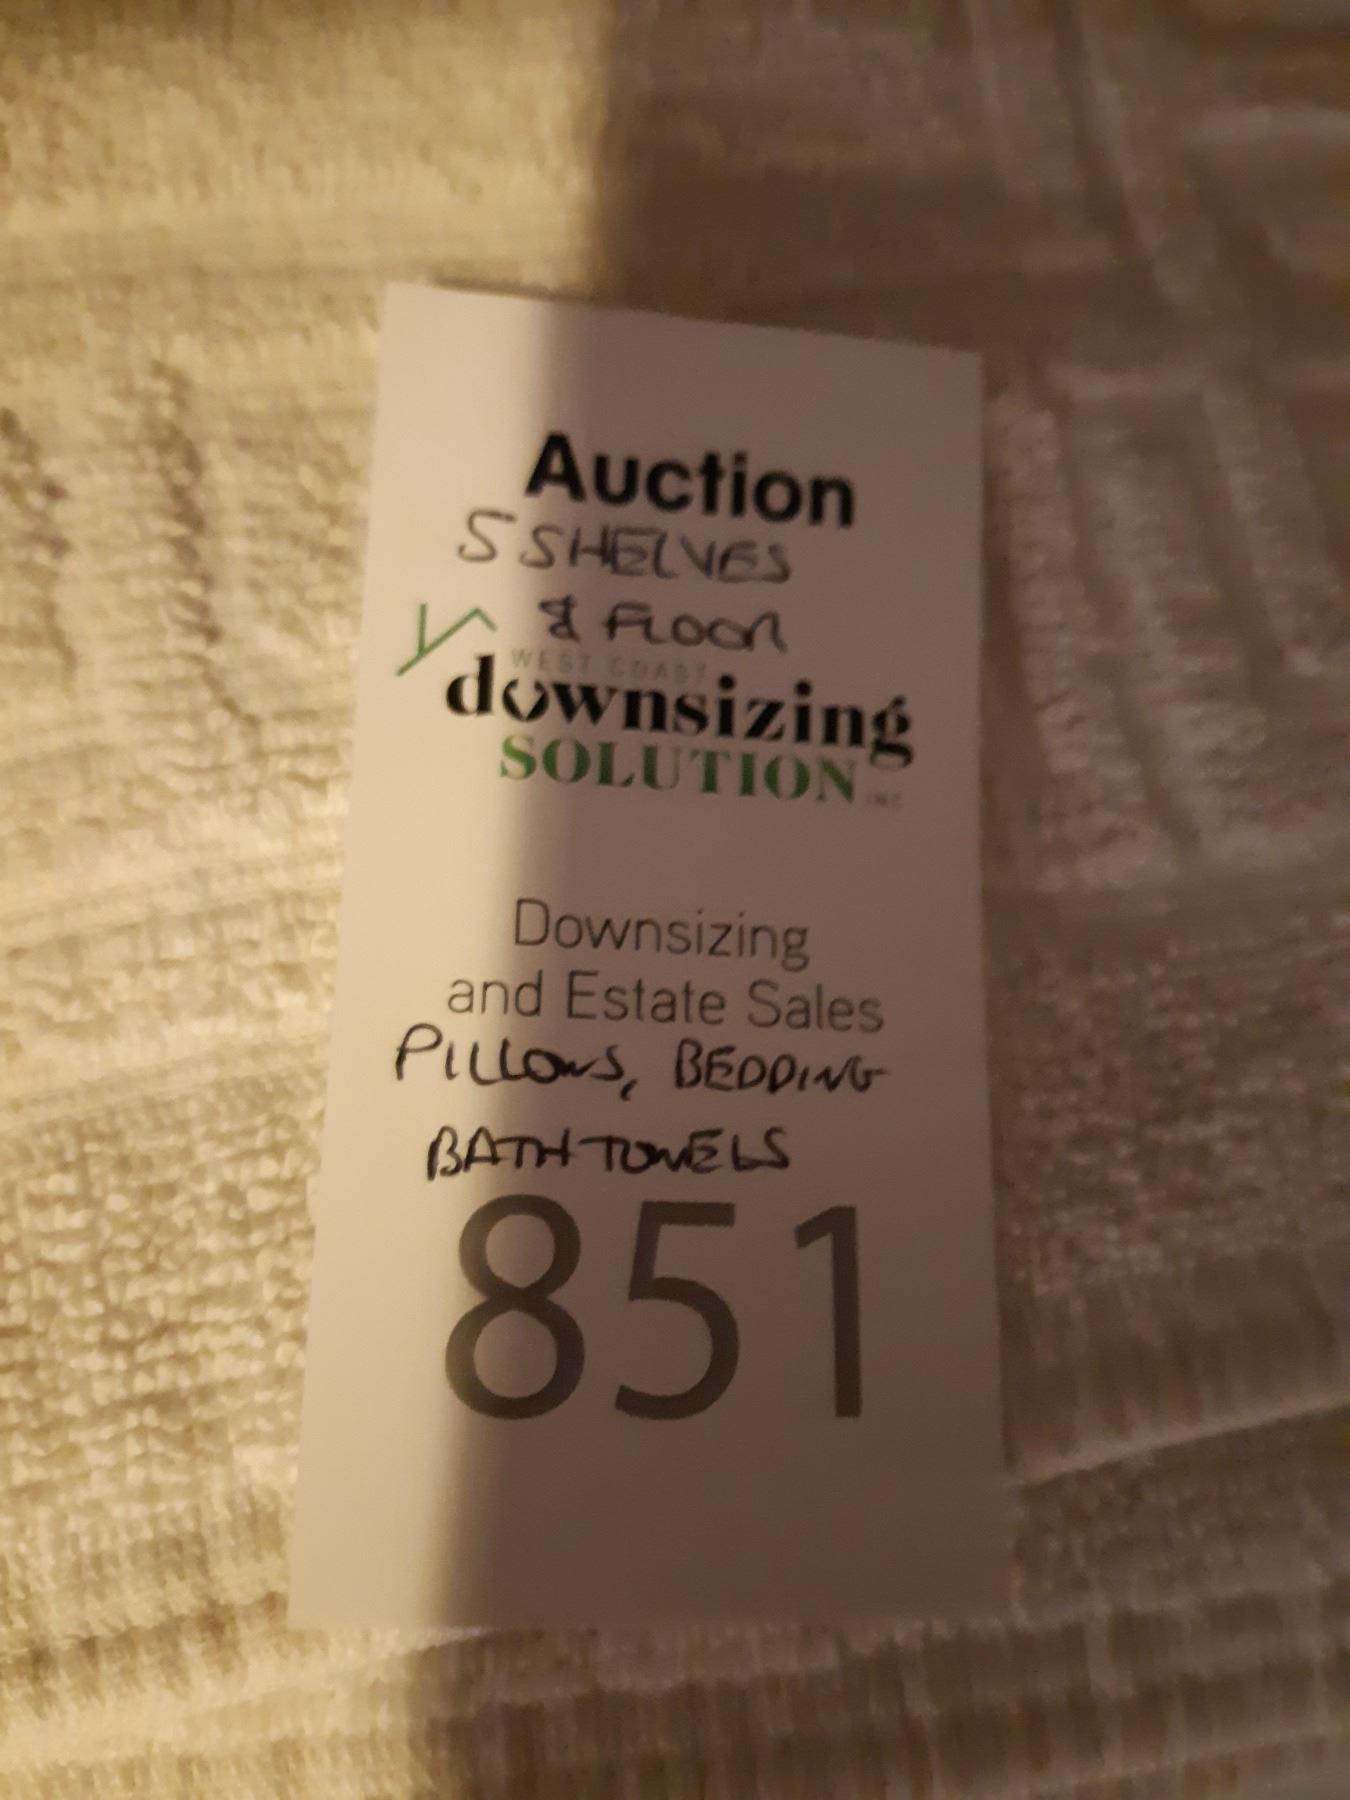 Auction
5 SHELVES
& FLOOR
WEST COAST
downsizing
SOLUTION INC
Downsizing
and Estate Sales
PILLOWS, BEDDING
BATH TOWELS
851